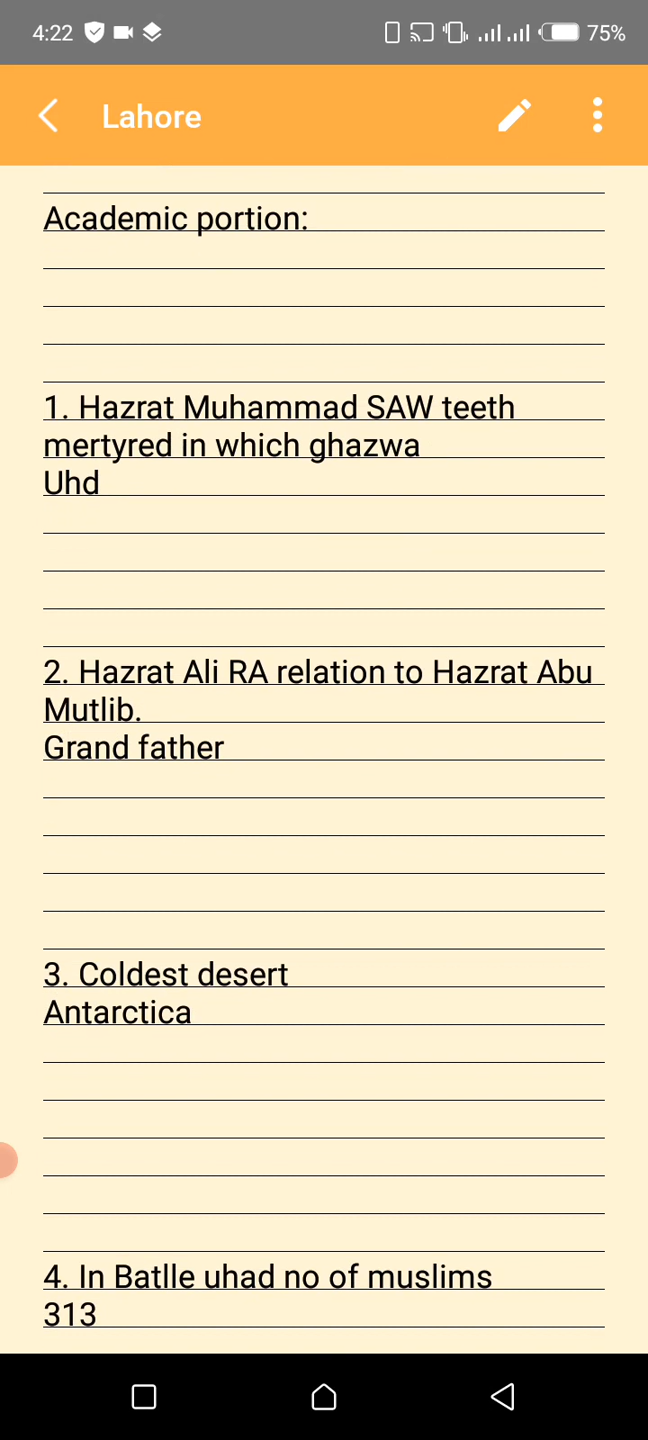 4:22 75%
Lahore
Academic portion:
1. Hazrat Muhammad SAW teeth
mertyred in which ghazwa
Uhd
2. Hazrat Ali RA relation to Hazrat Abu
Mutlib.
Grand father
3. Coldest desert
Antarctica
4. In Batlle uhad no of muslims
313